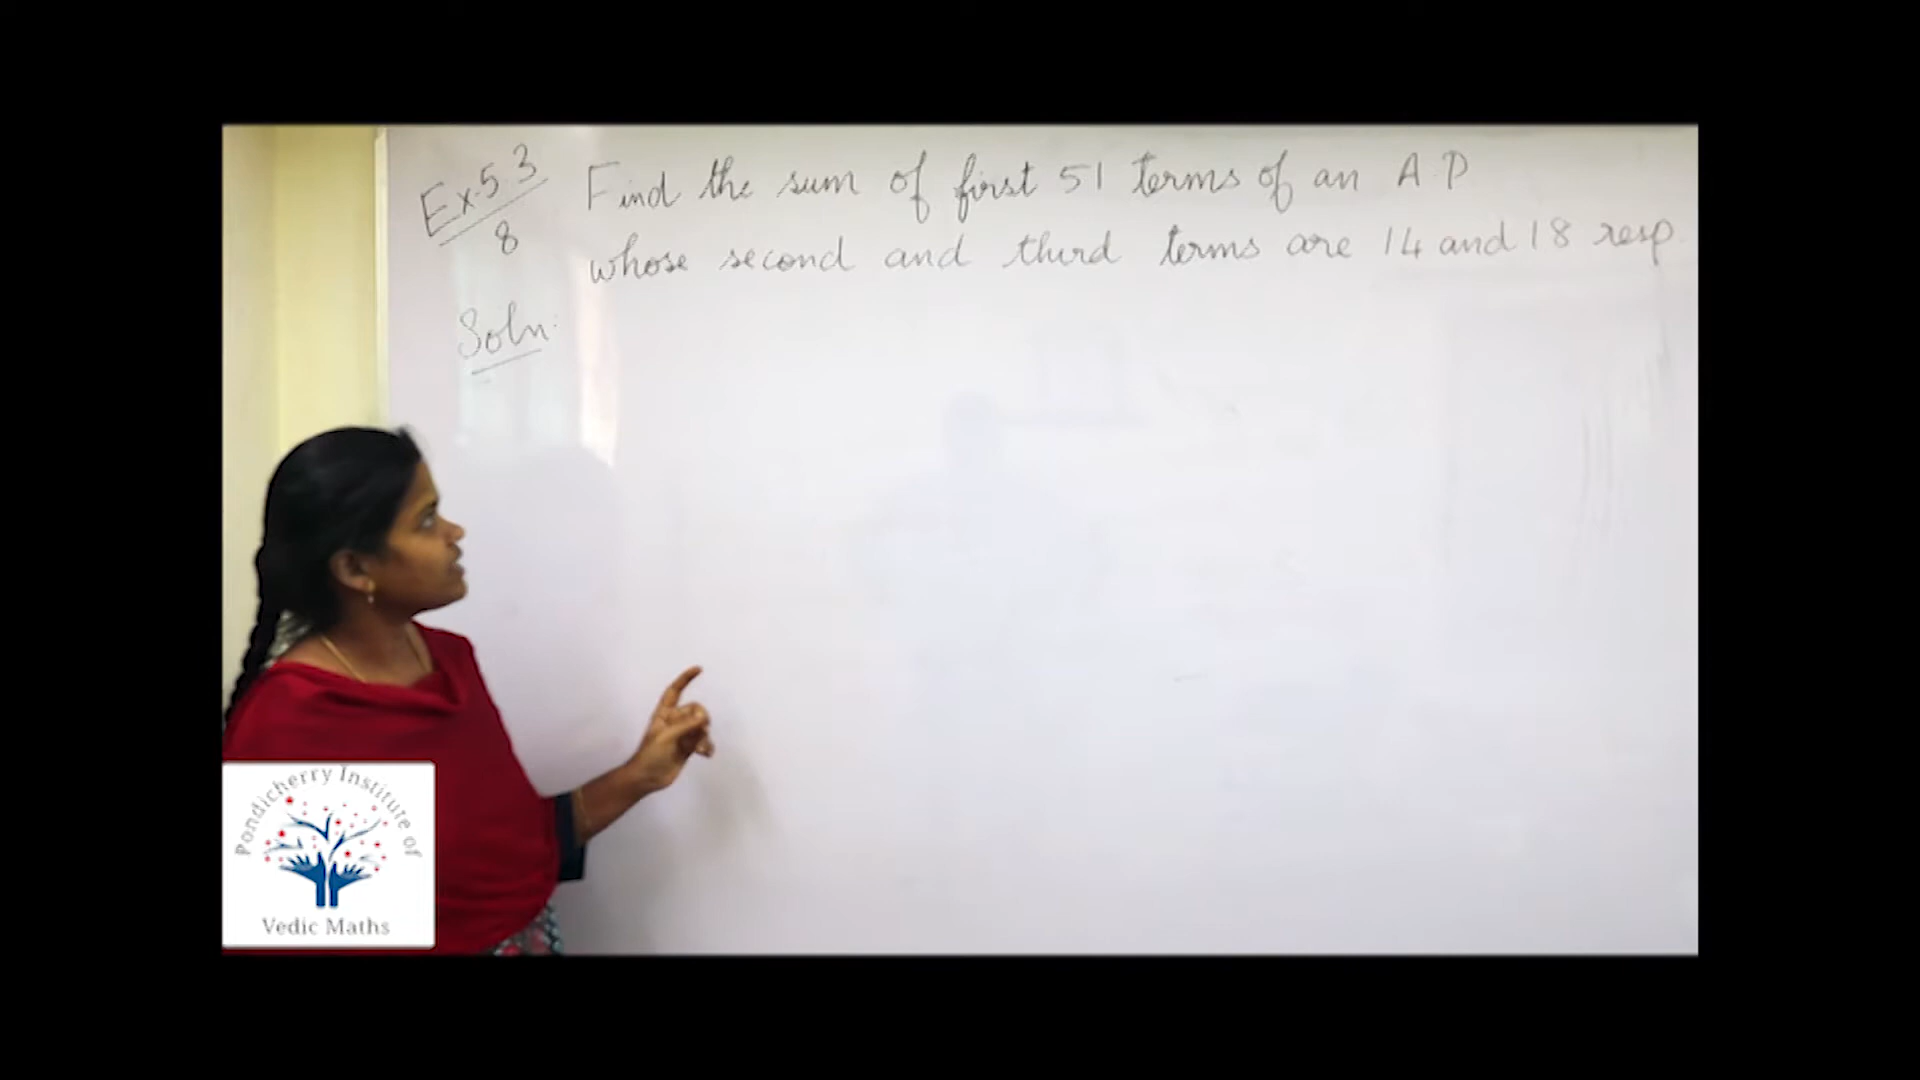 Ex.5.3
8
Find the sum of first 51 terms of an A.P
whose second and third terms are 14 and 18 resp.
Soln:
Pondicherry Institute of
Vedic Maths